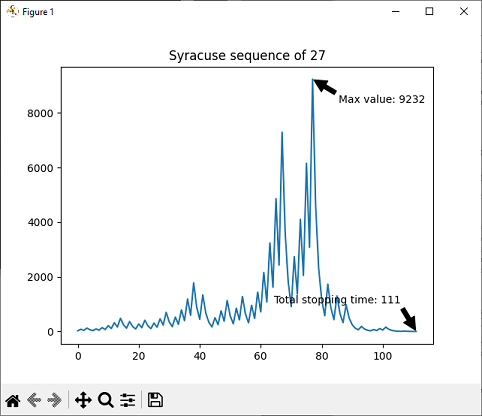 Figure 1
Syracuse sequence of 27
8000
6000
4000
2000
0
Max value: 9232
Total stopping time: 111
0 20 40 60 80 100